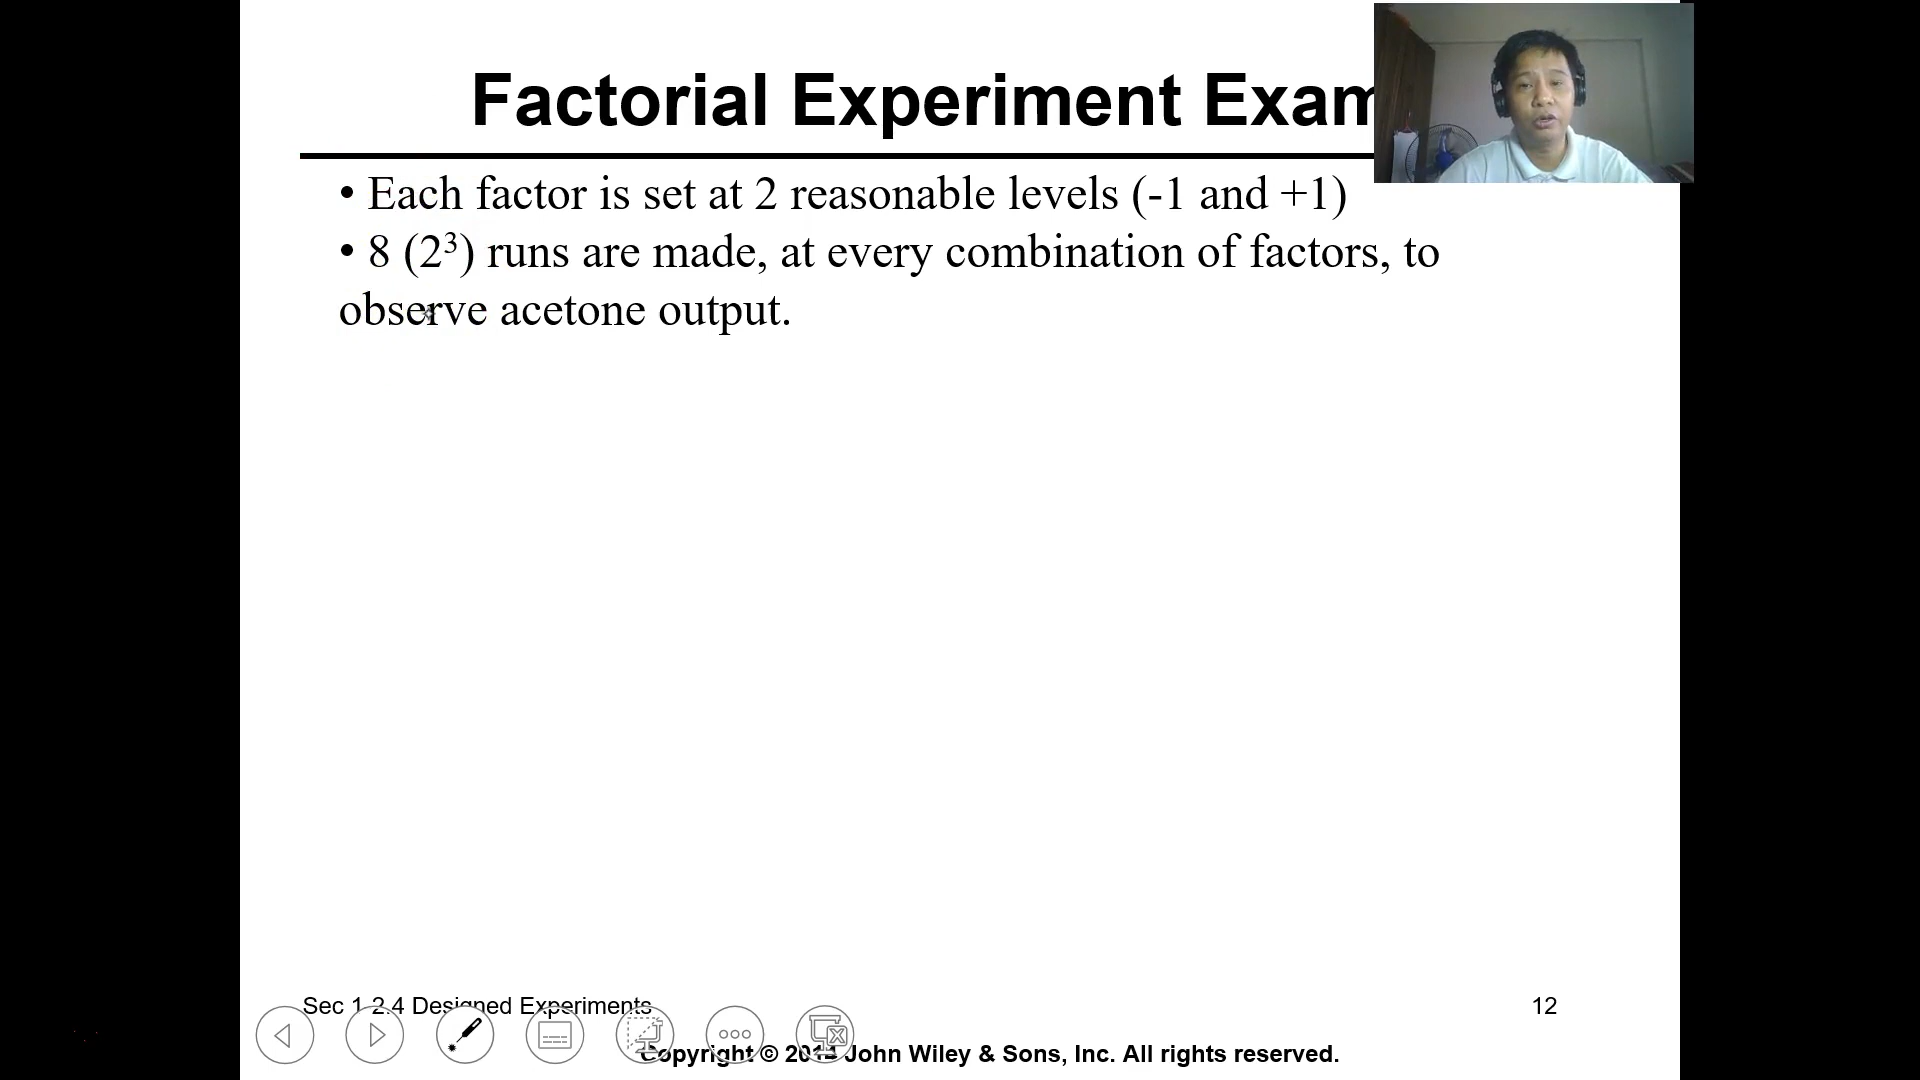 Factorial Experiment Exam
• Each factor is set at 2 reasonable levels (-1 and +1)
• 8 (2³) runs are made, at every combination of factors, to
observe acetone output.
Sec 1-2.4 Designed Experiments
12
Copyright © 2014 John Wiley & Sons, Inc. All rights reserved.